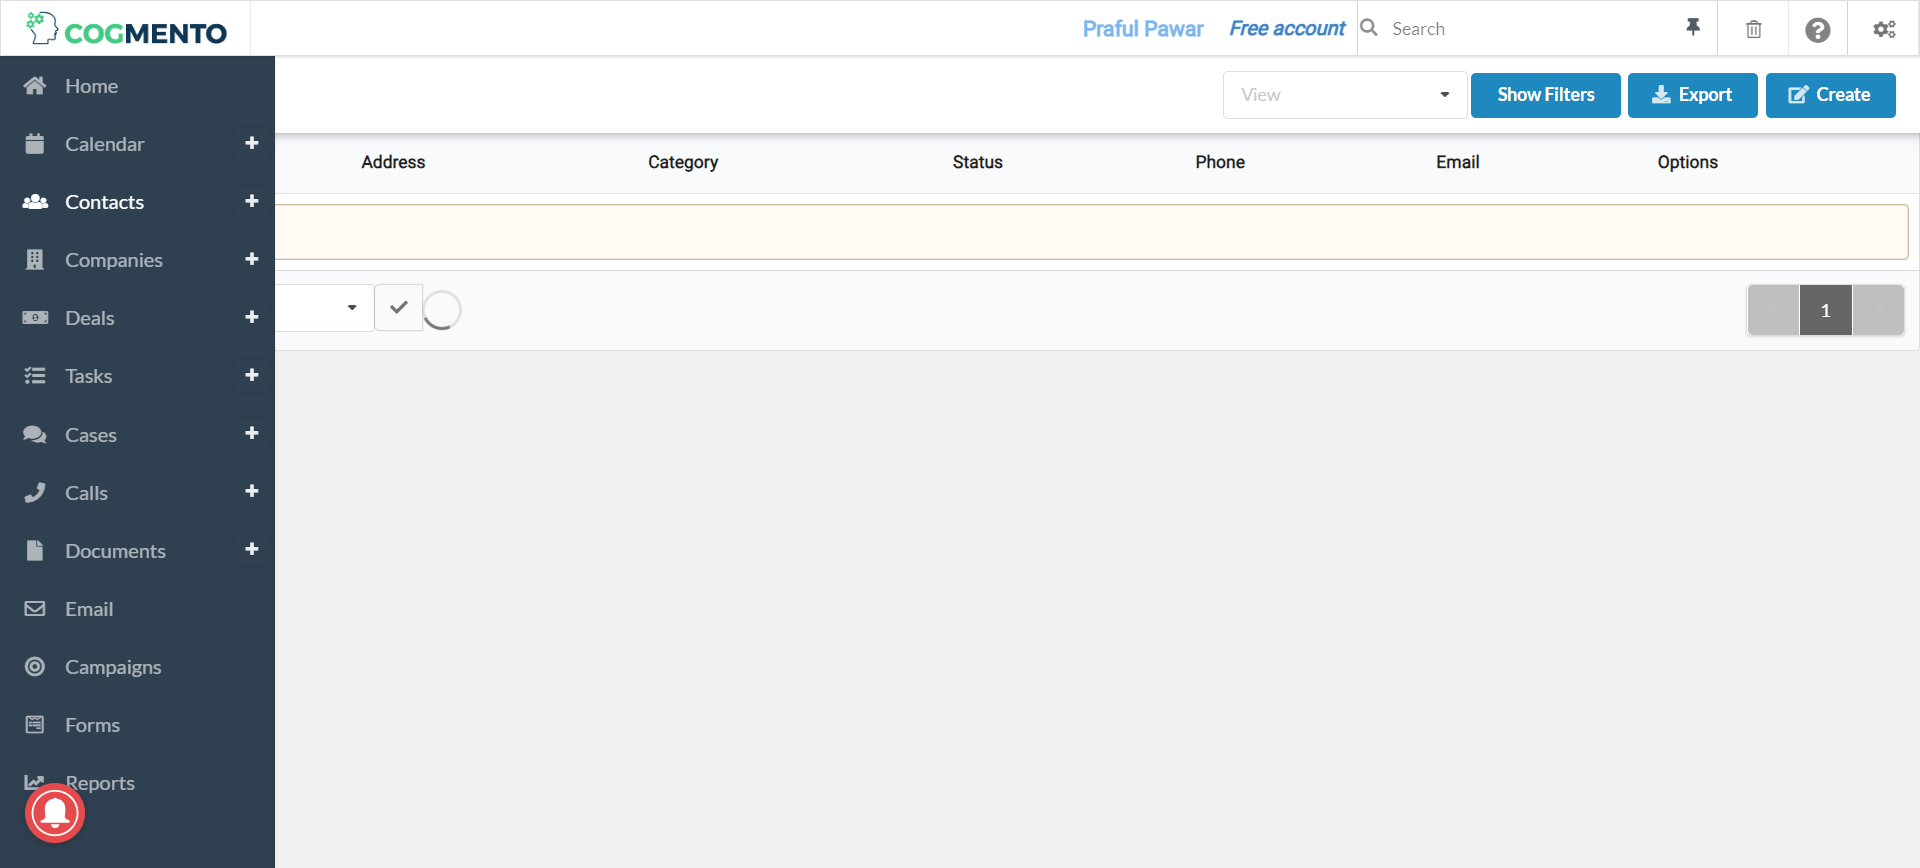 COGMENTO
Praful Pawar
Free account
Search
Home
Calendar
Contacts
Companies
Deals
Tasks
Cases
Calls
Documents
Email
Campaigns
Forms
Reports
View
Show Filters
Export
Create
Address
Category
Status
Phone
Email
Options
1